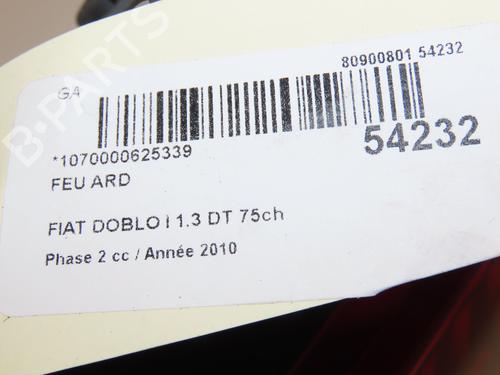 80900801 54232
GA
*1070000625339
54232
FEU ARD
FIAT DOBLO I 1.3 DT 75ch
Phase 2 cc / Année 2010
B-PARTS